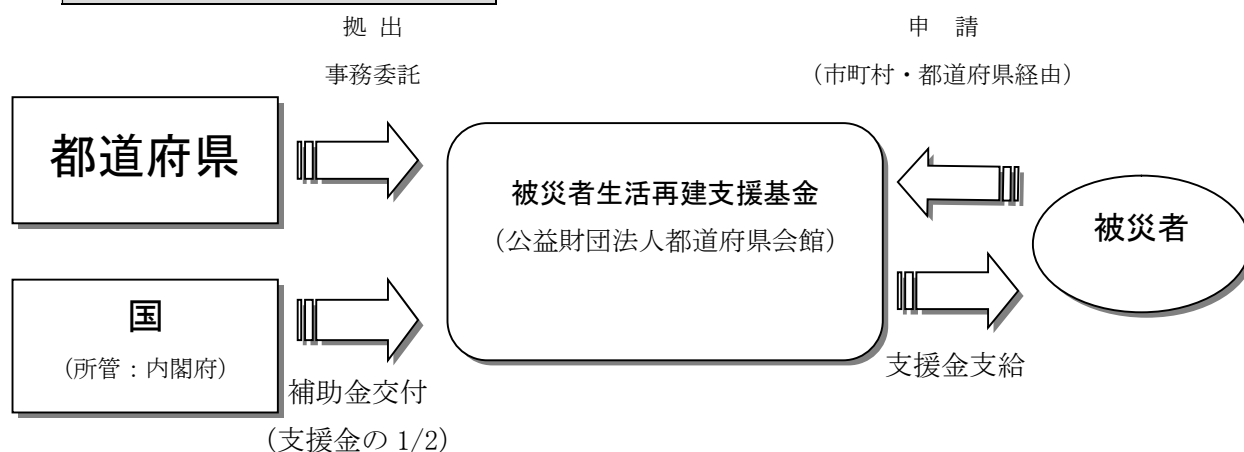 拠 出
事務委託
申 請
（市町村・都道府県経由）
都道府県
被災者生活再建支援基金
（公益財団法人都道府県会館）
被災者
国
（所管：内閣府）
補助金交付
（支援金の 1/2）
支援金支給